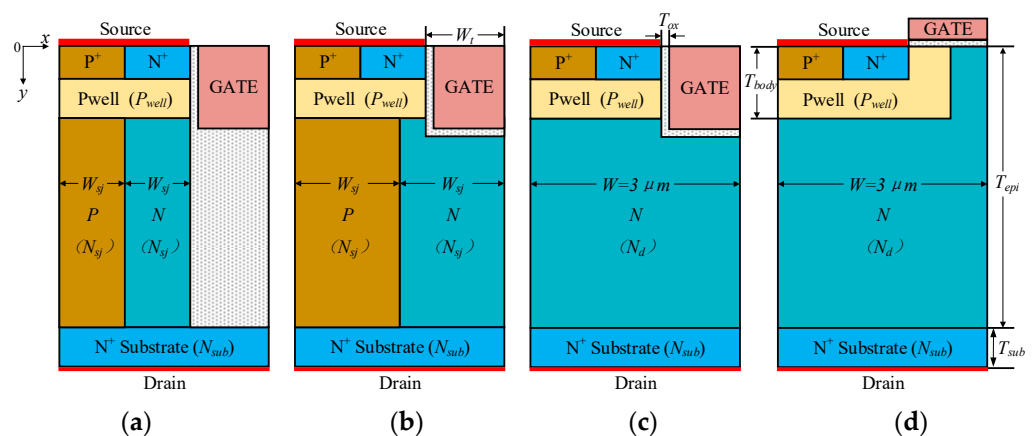 0
x
y
Source
P+
N+
GATE
Pwell (Pwell)
Wsj
Wsj
P
N
(Nsj)
(Nsj)
N+ Substrate (Nsub)
Drain
(a)
Source
Wt
P+
N+
GATE
Pwell (Pwell)
Wsj
Wsj
P
N
(Nsj)
(Nsj)
N+ Substrate (Nsub)
Drain
(b)
Source
Tox
P+
N+
GATE
Pwell (Pwell)
W=3 μm
N
(Nd)
N+ Substrate (Nsub)
Drain
(c)
Source
GATE
P+
N+
Tbody
Pwell (Pwell)
W=3 μm
Tepi
N
(Nd)
N+ Substrate (Nsub)
Tsub
Drain
(d)